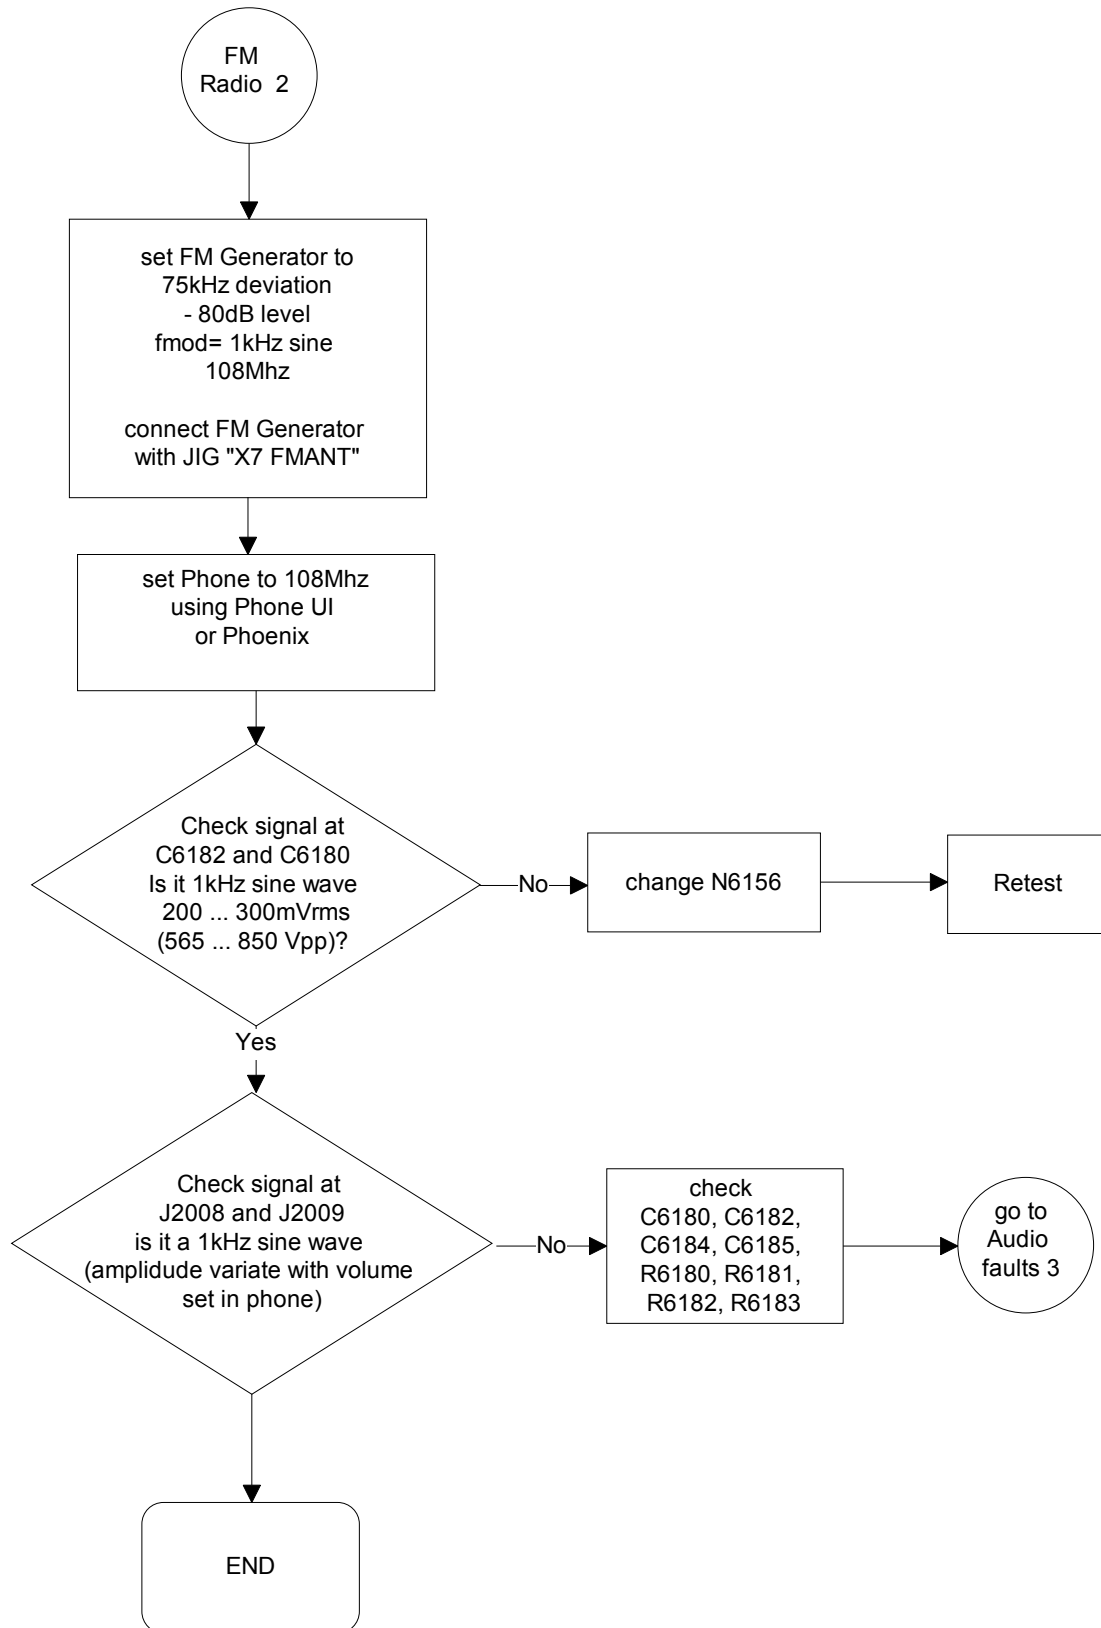 FM
Radio  2
set FM Generator to
75kHz deviation
- 80dB level
fmod= 1kHz sine
108Mhz
connect FM Generator
with JIG "X7 FMANT"
set Phone to 108Mhz
using Phone UI
or Phoenix
Check signal at
C6182 and C6180
Is it 1kHz sine wave
200 ... 300mVrms
(565 ... 850 Vpp)?
No
change N6156
Retest
Yes
Check signal at
J2008 and J2009
is it a 1kHz sine wave
(amplidude variate with volume
set in phone)
No
check
C6180, C6182,
C6184, C6185,
R6180, R6181,
R6182, R6183
go to
Audio
faults 3
END